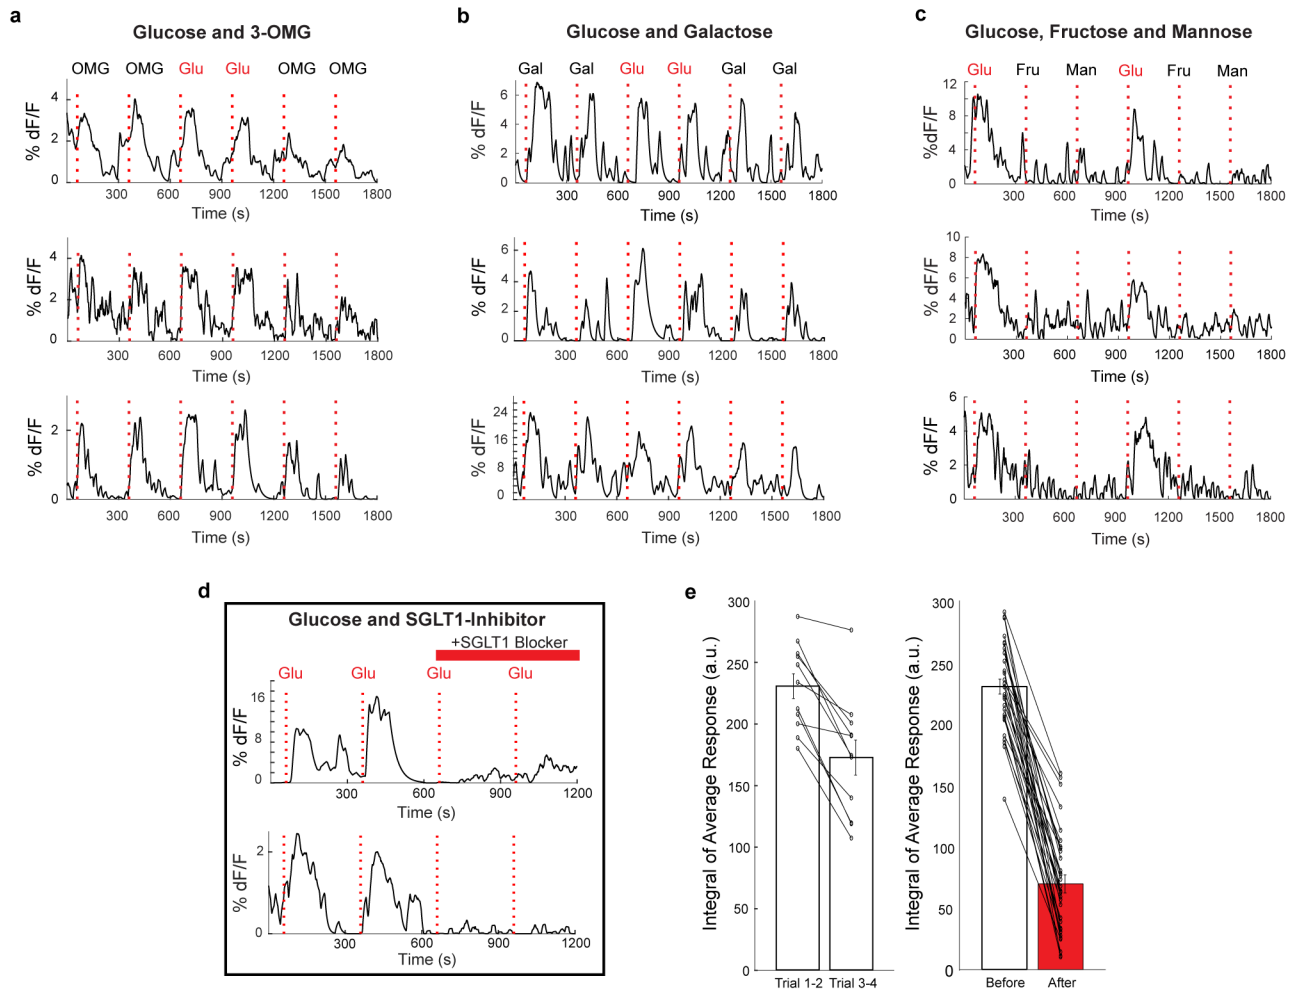 a
Glucose and 3-OMG
OMG OMG Glu Glu OMG OMG
% dF/F
4
2
0
300 600 900 1200 1500 1800
Time (s)
% dF/F
4
2
0
300 600 900 1200 1500 1800
Time (s)
% dF/F
2
0
300 600 900 1200 1500 1800
Time (s)
b
Glucose and Galactose
Gal Gal Glu Glu Gal Gal
% dF/F
6
4
2
0
300 600 900 1200 1500 1800
Time (s)
% dF/F
6
4
2
0
300 600 900 1200 1500 1800
Time (s)
% dF/F
24
20
16
12
8
4
0
300 600 900 1200 1500 1800
Time (s)
c
Glucose, Fructose and Mannose
Glu Fru Man Glu Fru Man
%dF/F
12
8
4
0
300 600 900 1200 1500 1800
Time (s)
% dF/F
10
8
6
4
2
0
300 600 900 1200 1500 1800
Time (s)
% dF/F
6
4
2
0
300 600 900 1200 1500 1800
Time (s)
d
Glucose and SGLT1-Inhibitor
+SGLT1 Blocker
Glu Glu Glu Glu
% dF/F
16
12
8
4
0
300 600 900 1200
Time (s)
% dF/F
2
0
300 600 900 1200
Time (s)
e
Integral of Average Response (a.u.)
300
250
200
150
100
50
0
Trial 1-2 Trial 3-4
Integral of Average Response (a.u.)
300
250
200
150
100
50
0
Before After